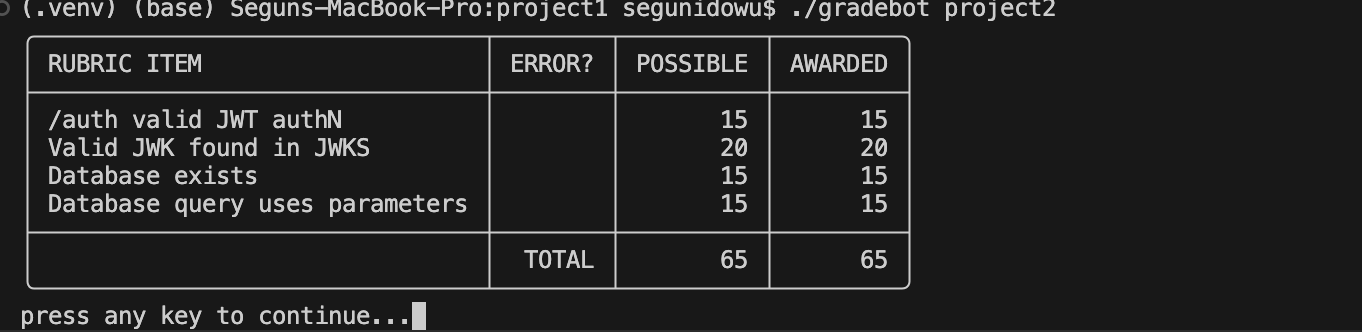 (.venv) (base) Seguns-MacBook-Pro:project1 segunidowu$ ./gradebot project2
RUBRIC ITEM ERROR? POSSIBLE AWARDED
/auth valid JWT authN 15 15
Valid JWK found in JWKS 20 20
Database exists 15 15
Database query uses parameters 15 15
TOTAL 65 65
press any key to continue...